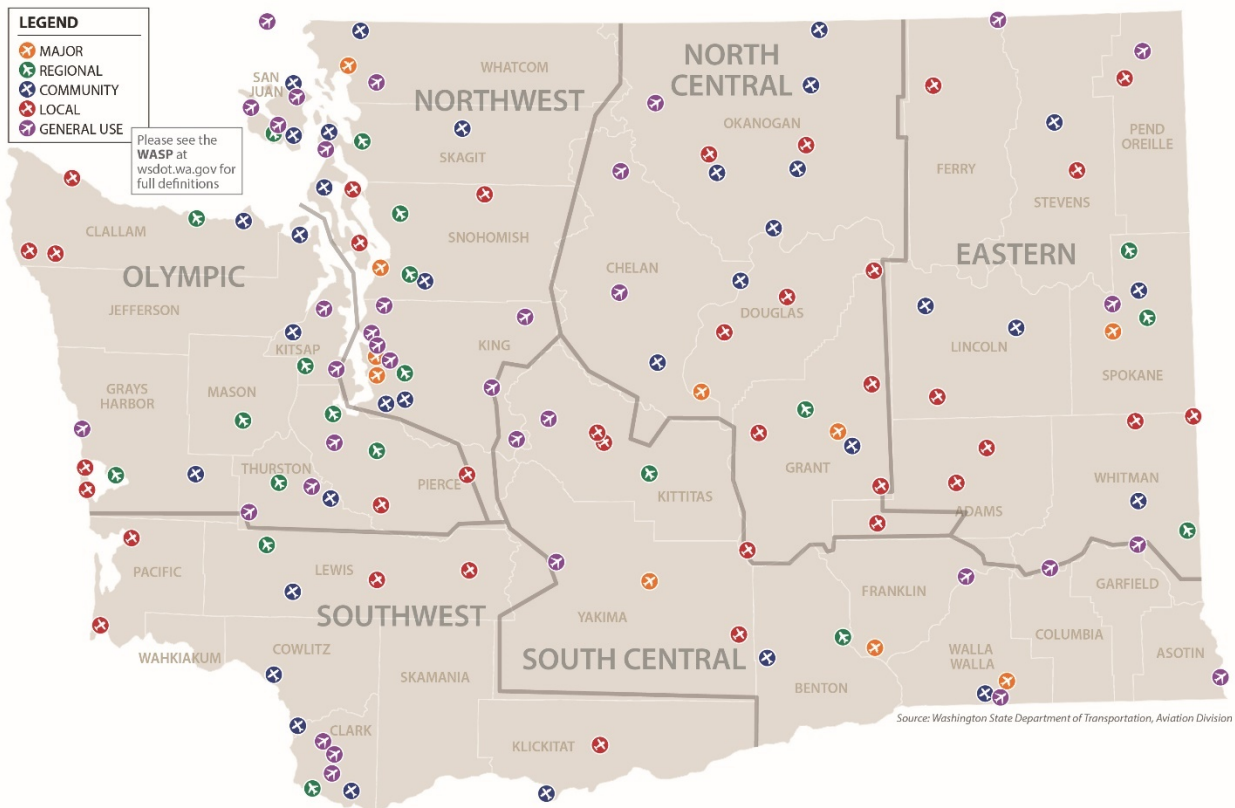 LEGEND
MAJOR
REGIONAL
COMMUNITY
LOCAL
GENERAL USE
Please see the
WASP at
wsdot.wa.gov for
full definitions
SAN
JUAN
WHATCOM
NORTHWEST
SKAGIT
SNOHOMISH
KING
PIERCE
NORTH
CENTRAL
OKANOGAN
CHELAN
DOUGLAS
GRANT
KITTITAS
FERRY
STEVENS
PEND
OREILLE
EASTERN
LINCOLN
SPOKANE
ADAMS
WHITMAN
CLALLAM
OLYMPIC
JEFFERSON
KITSAP
GRAYS
HARBOR
MASON
THURSTON
PACIFIC
LEWIS
SOUTHWEST
WAHKIAKUM
COWLITZ
SKAMANIA
CLARK
YAKIMA
SOUTH CENTRAL
KLICKITAT
BENTON
FRANKLIN
WALLA
WALLA
COLUMBIA
GARFIELD
ASOTIN
Source: Washington State Department of Transportation, Aviation Division